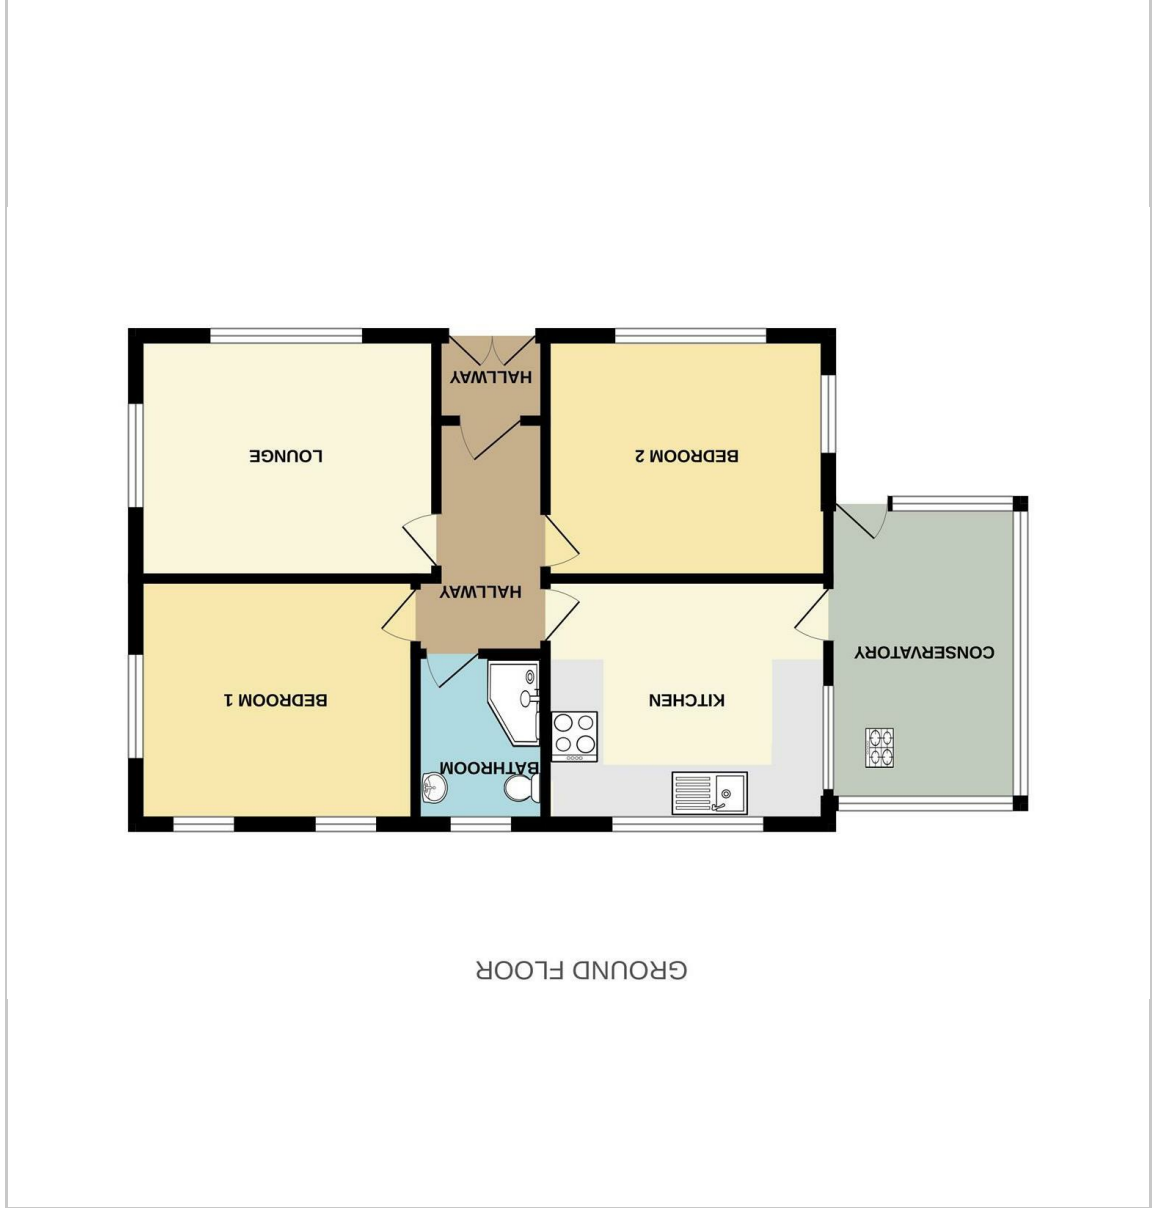 GROUND FLOOR
CONSERVATORY
KITCHEN
BATHROOM
BEDROOM 1
HALLWAY
BEDROOM 2
LOUNGE
HALLWAY